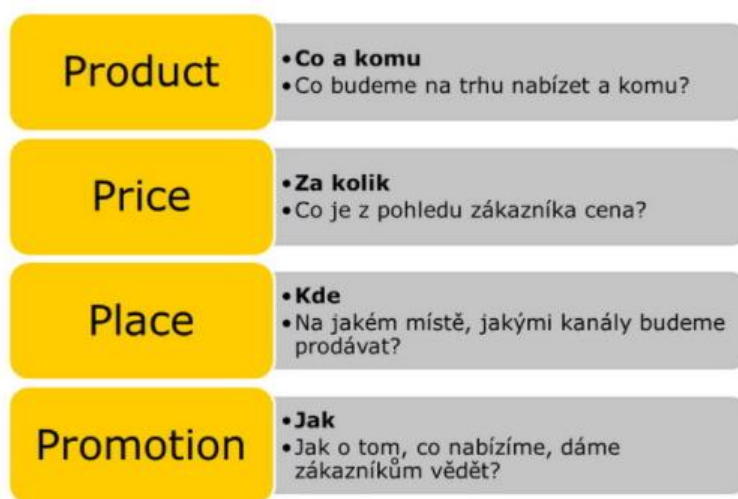 Product
•Co a komu
•Co budeme na trhu nabízet a komu?
Price
•Za kolik
•Co je z pohledu zákazníka cena?
Place
•Kde
•Na jakém místě, jakými kanály budeme
prodávat?
Promotion
•Jak
•Jak o tom, co nabízíme, dáme
zákazníkům vědět?